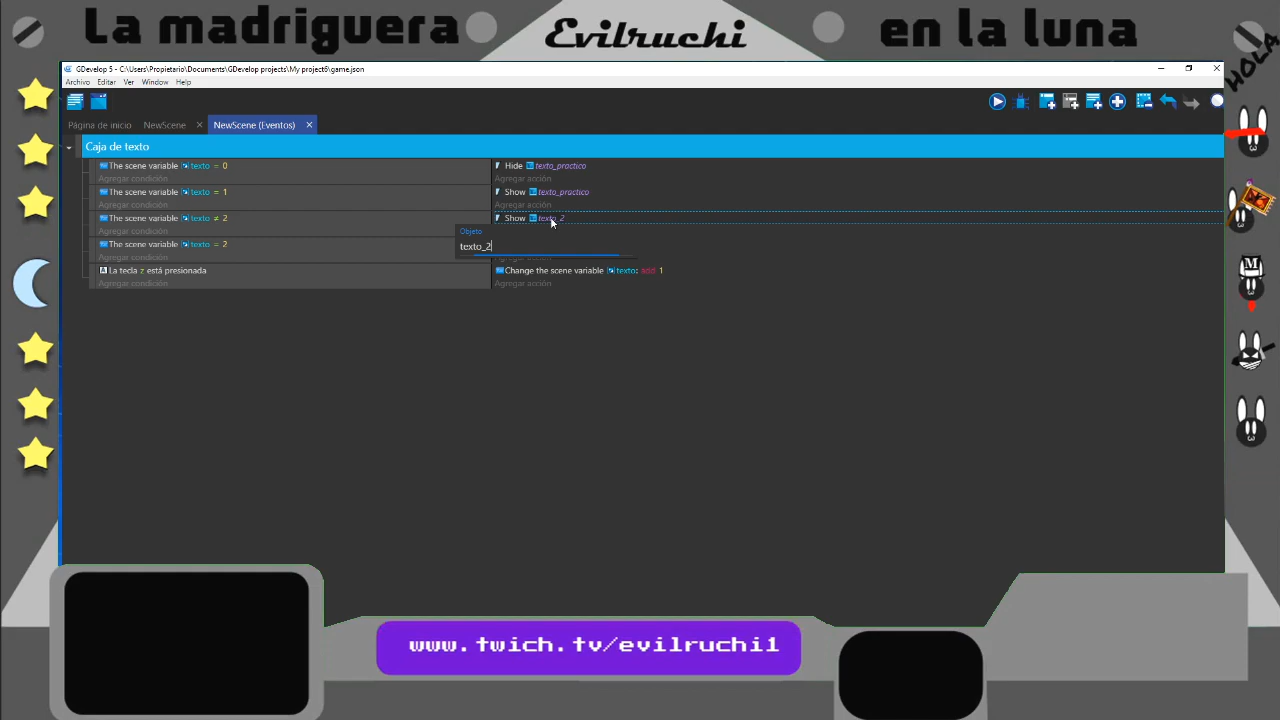 La madriguera
Evilruchi
en la luna
HOLA
GDevelop 5 - C:\Users\Propietario\Documents\GDevelop projects\My project6\game.json
Archivo Editar Ver Window Help
Página de inicio NewScene NewScene (Eventos)
Caja de texto
The scene variable texto = 0 Hide texto_practico
Agregar condición Agregar acción
The scene variable texto = 1 Show texto_practico
Agregar condición Agregar acción
The scene variable texto ≠ 2 Show texto_2
Agregar condición
Objeto
texto_2
The scene variable texto = 2
Agregar condición
La tecla z está presionada Change the scene variable texto: add 1
Agregar condición Agregar acción
M
www.twich.tv/evilruchi1